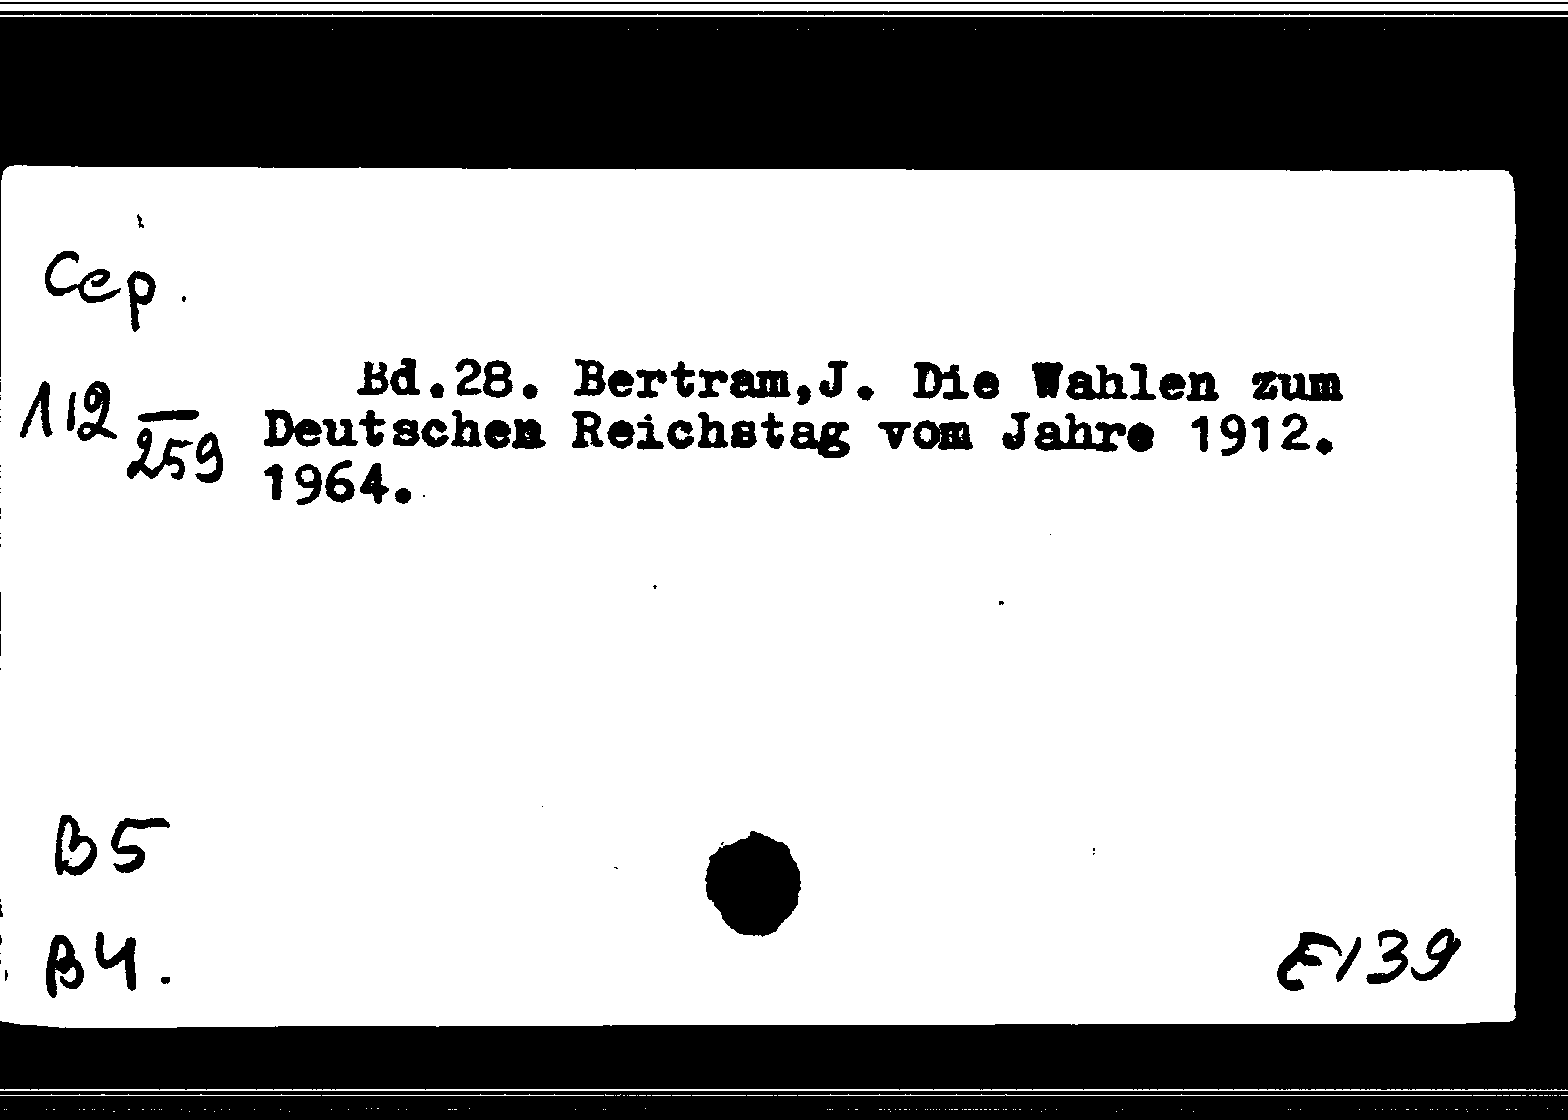 Сер.
112
259
Bd.28. Bertram,J. Die Wahlen zum
Deutschen Reichstag vom Jahre 1912.
1964.
B5
B4.
E139